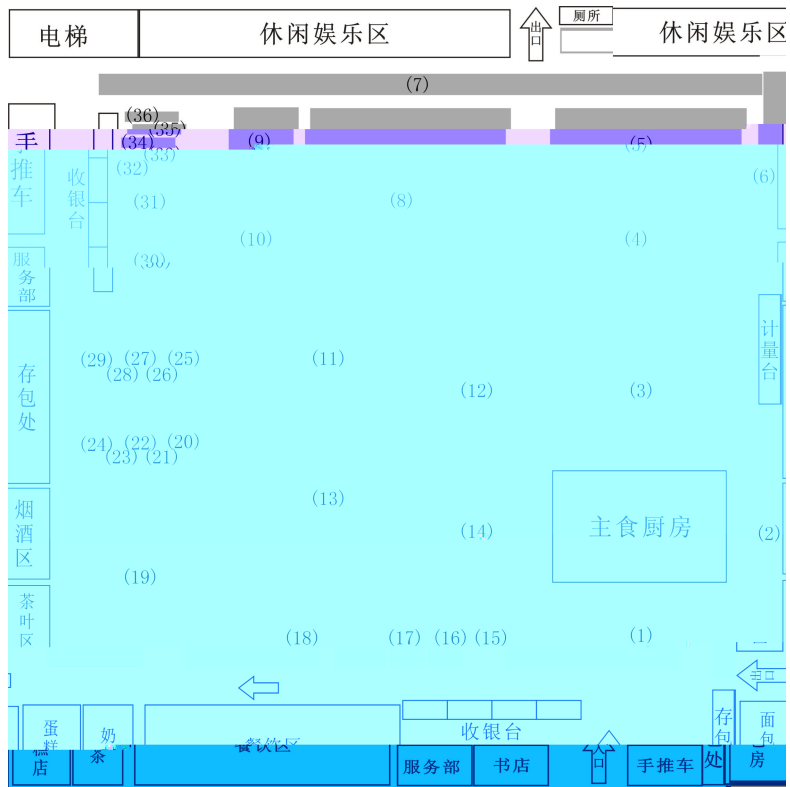 电梯
休闲娱乐区
出口
厕所
休闲娱乐区
(7)
(36)
(35)
(34)
(9)
(5)
手推车
收银台
(33)
(32)
(31)
(8)
(6)
(10)
(4)
服务部
(30)
(29)
(27)
(25)
(28)
(26)
(11)
(12)
(3)
计量台
存包处
(24)
(22)
(20)
(23)
(21)
(13)
(14)
主食厨房
(2)
烟酒区
(19)
茶叶区
(18)
(17)
(16)
(15)
(1)
出口
蛋糕店
奶茶
餐饮区
收银台
服务部
书店
入口
手推车
存包处
面包房